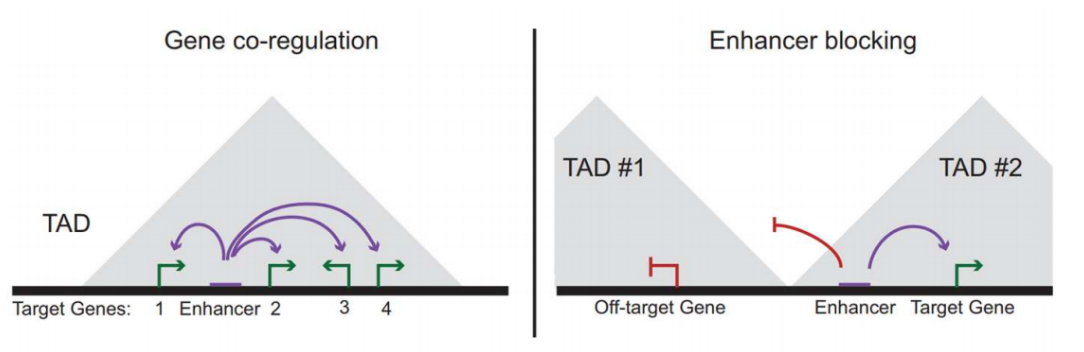 Gene co-regulation
TAD
Target Genes: 1 Enhancer 2 3 4
Enhancer blocking
TAD #1
TAD #2
Off-target Gene Enhancer Target Gene